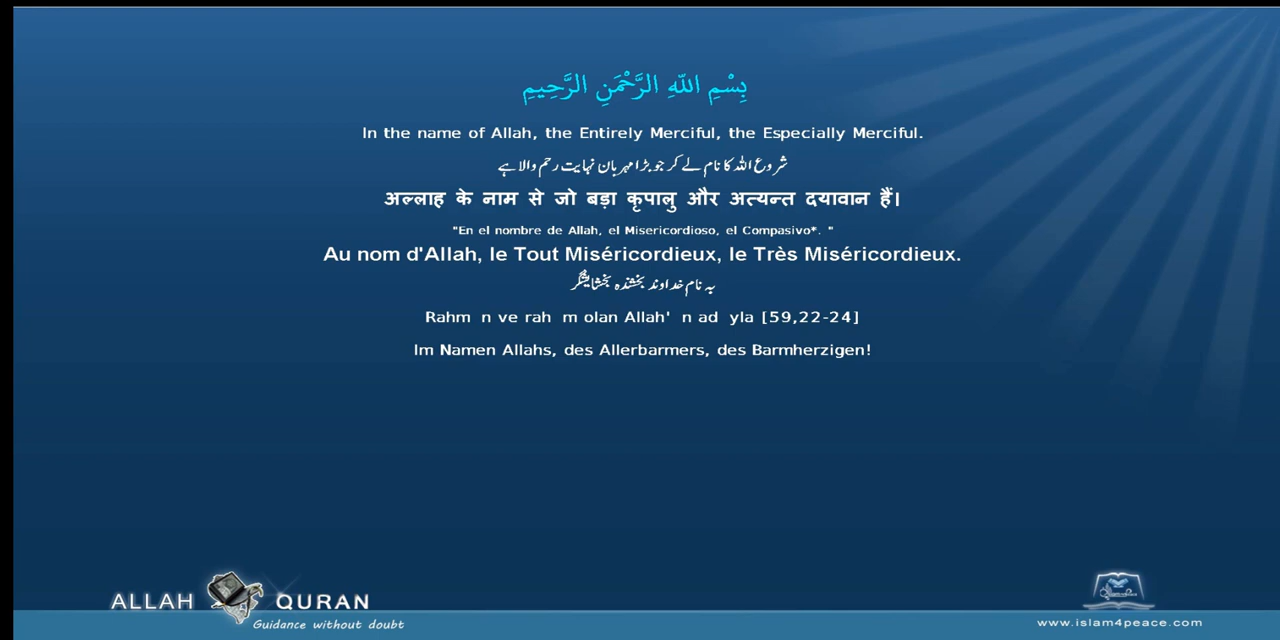 بِسْمِ اللّٰهِ الرَّحْمَنِ الرَّحِيمِ
In the name of Allah, the Entirely Merciful, the Especially Merciful.
شروع اللہ کا نام لے کر جو بڑا مہربان نہایت رحم والا ہے
अल्लाह के नाम से जो बड़ा कृपालु और अत्यन्त दयावान हैं।
"En el nombre de Allah, el Misericordioso, el Compasivo*. "
Au nom d'Allah, le Tout Miséricordieux, le Très Miséricordieux.
به نام خداوند بخشنده بخشایشگر
Rahm n ve rah m olan Allah' n ad yla [59,22-24]
Im Namen Allahs, des Allerbarmers, des Barmherzigen!
ALLAH QURAN
Guidance without doubt
www.islam4peace.com